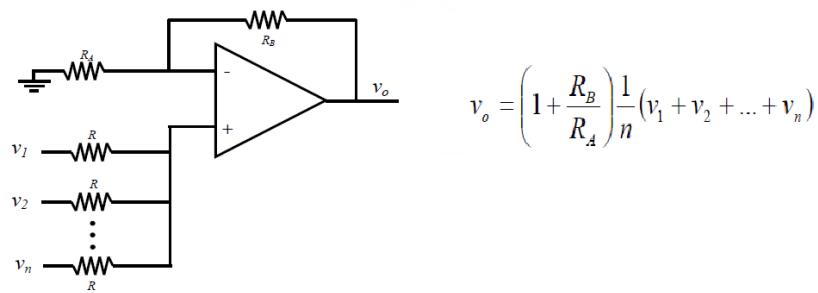 R_A
R_B
-
+
v_o
v_1
R
v_2
R
v_n
R
v_o = (1 + R_B/R_A) 1/n (v_1 + v_2 + ... + v_n)